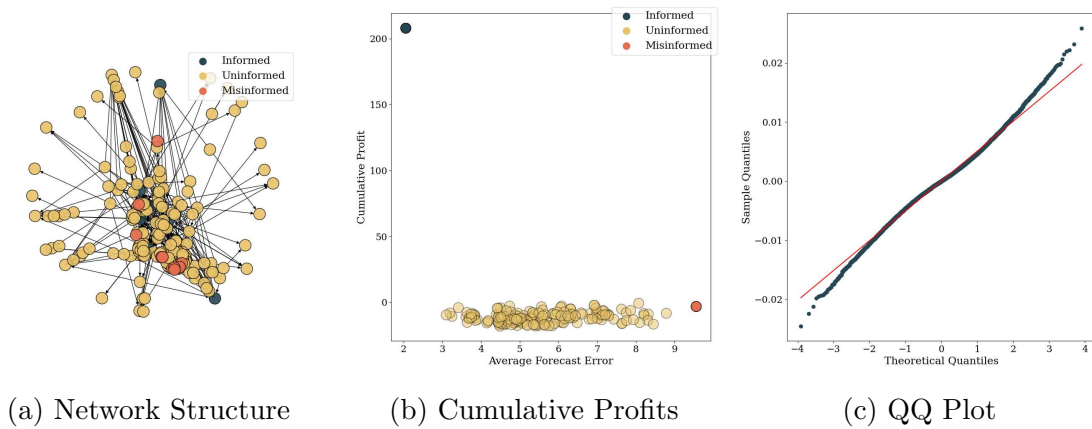 Informed
Uninformed
Misinformed
(a) Network Structure
Cumulative Profit
200
150
100
50
0
2 3 4 5 6 7 8 9
Average Forecast Error
Informed
Uninformed
Misinformed
(b) Cumulative Profits
Sample Quantiles
0.02
0.01
0.00
−0.01
−0.02
−4 −3 −2 −1 0 1 2 3 4
Theoretical Quantiles
(c) QQ Plot